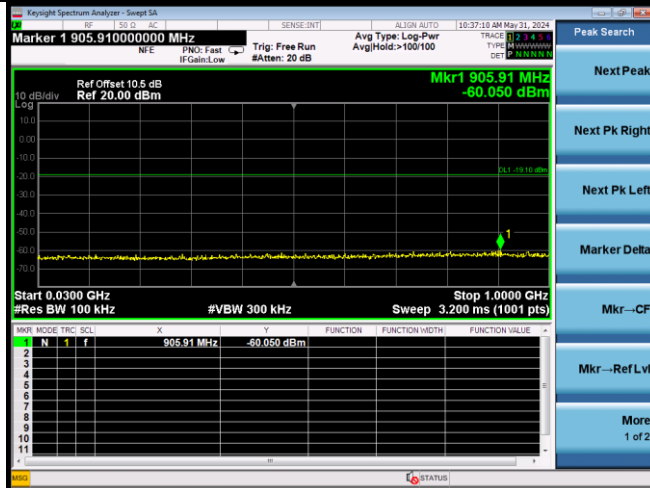 Keysight Spectrum Analyzer - Swept SA
RF 50 Ω AC SENSE:INT ALIGN AUTO 10:37:18 AM May 31, 2024
Marker 1 905.910000000 MHz
NFE
PNO: Fast
IFGain:Low
Trig: Free Run
#Atten: 20 dB
Avg Type: Log-Pwr
Avg|Hold:>100/100
TRACE 1 2 3 4 5 6
TYPE M W W W W W
DET P N N N N N
Ref Offset 10.5 dB
10 dB/div Ref 20.00 dBm
Log
Mkr1 905.91 MHz
-60.050 dBm
10.0
0.00
-10.0
DL1 -19.10 dBm
-20.0
-30.0
-40.0
-50.0
1
-60.0
-70.0
Start 0.0300 GHz Stop 1.0000 GHz
#Res BW 100 kHz #VBW 300 kHz Sweep 3.200 ms (1001 pts)
MKR MODE TRC SCL X Y FUNCTION FUNCTION WIDTH FUNCTION VALUE
1 N 1 f 905.91 MHz -60.050 dBm
2
3
4
5
6
7
8
9
10
11
MSG STATUS
Peak Search
Next Peak
Next Pk Right
Next Pk Left
Marker Delta
Mkr→CF
Mkr→Ref Lvl
More
1 of 2